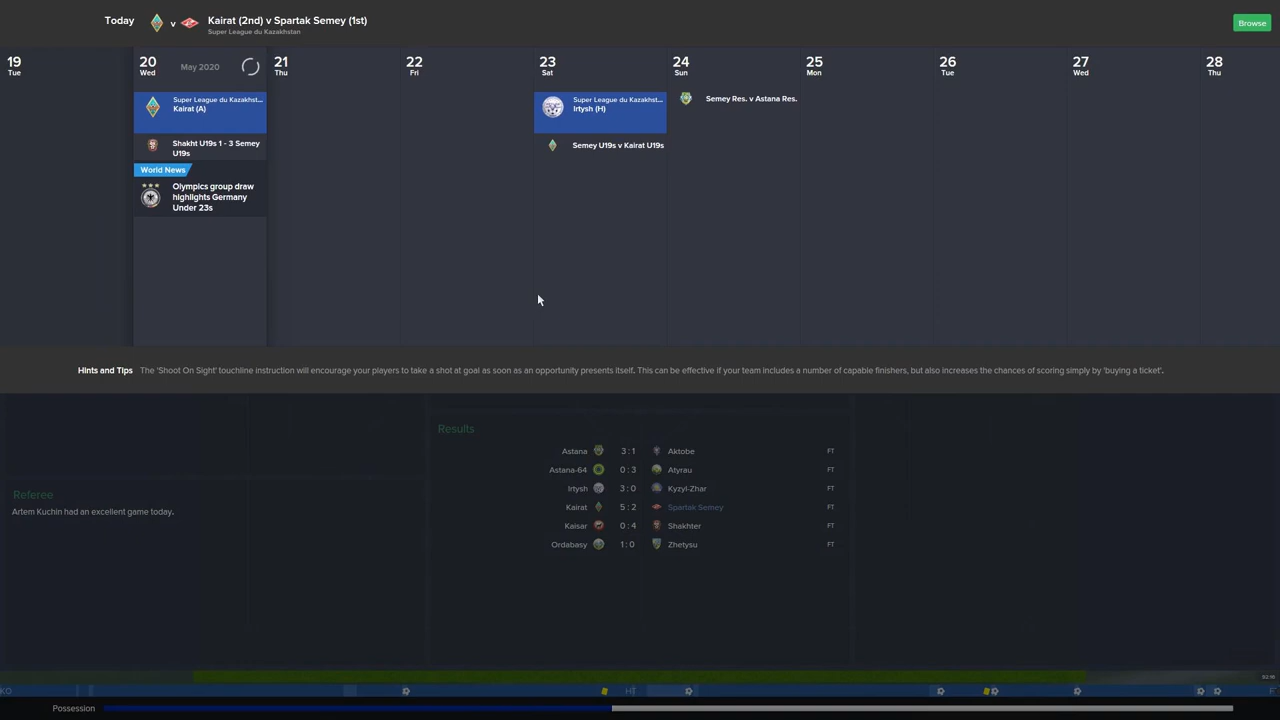 Today
v
Kairat (2nd) v Spartak Semey (1st)
Super League du Kazakhstan
Browse
19
Tue
20
Wed
May 2020
21
Thu
22
Fri
23
Sat
24
Sun
25
Mon
26
Tue
27
Wed
28
Thu
Super League du Kazakhst...
Kairat (A)
Shakht U19s 1 - 3 Semey
U19s
World News
Olympics group draw
highlights Germany
Under 23s
Super League du Kazakhst...
Irtysh (H)
Semey U19s v Kairat U19s
Semey Res. v Astana Res.
Hints and Tips
The 'Shoot On Sight' touchline instruction will encourage your players to take a shot at goal as soon as an opportunity presents itself. This can be effective if your team includes a number of capable finishers, but also increases the chances of scoring simply by 'buying a ticket'.
Results
Astana 3 : 1 Aktobe FT
Astana-64 0 : 3 Atyrau FT
Irtysh 3 : 0 Kyzyl-Zhar FT
Kairat 5 : 2 Spartak Semey FT
Kaisar 0 : 4 Shakhter FT
Ordabasy 1 : 0 Zhetysu FT
Referee
Artem Kuchin had an excellent game today.
KO
HT
Possession